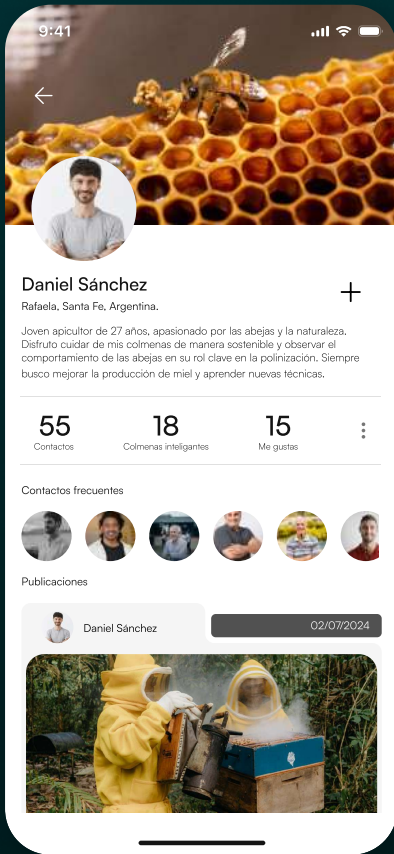 9:41
Daniel Sánchez
Rafaela, Santa Fe, Argentina.
Joven apicultor de 27 años, apasionado por las abejas y la naturaleza.
Disfruto cuidar de mis colmenas de manera sostenible y observar el
comportamiento de las abejas en su rol clave en la polinización. Siempre
busco mejorar la producción de miel y aprender nuevas técnicas.
55 18 15
Contactos Colmenas inteligantes Me gustas
Contactos frecuentes
Publicaciones
Daniel Sánchez 02/07/2024